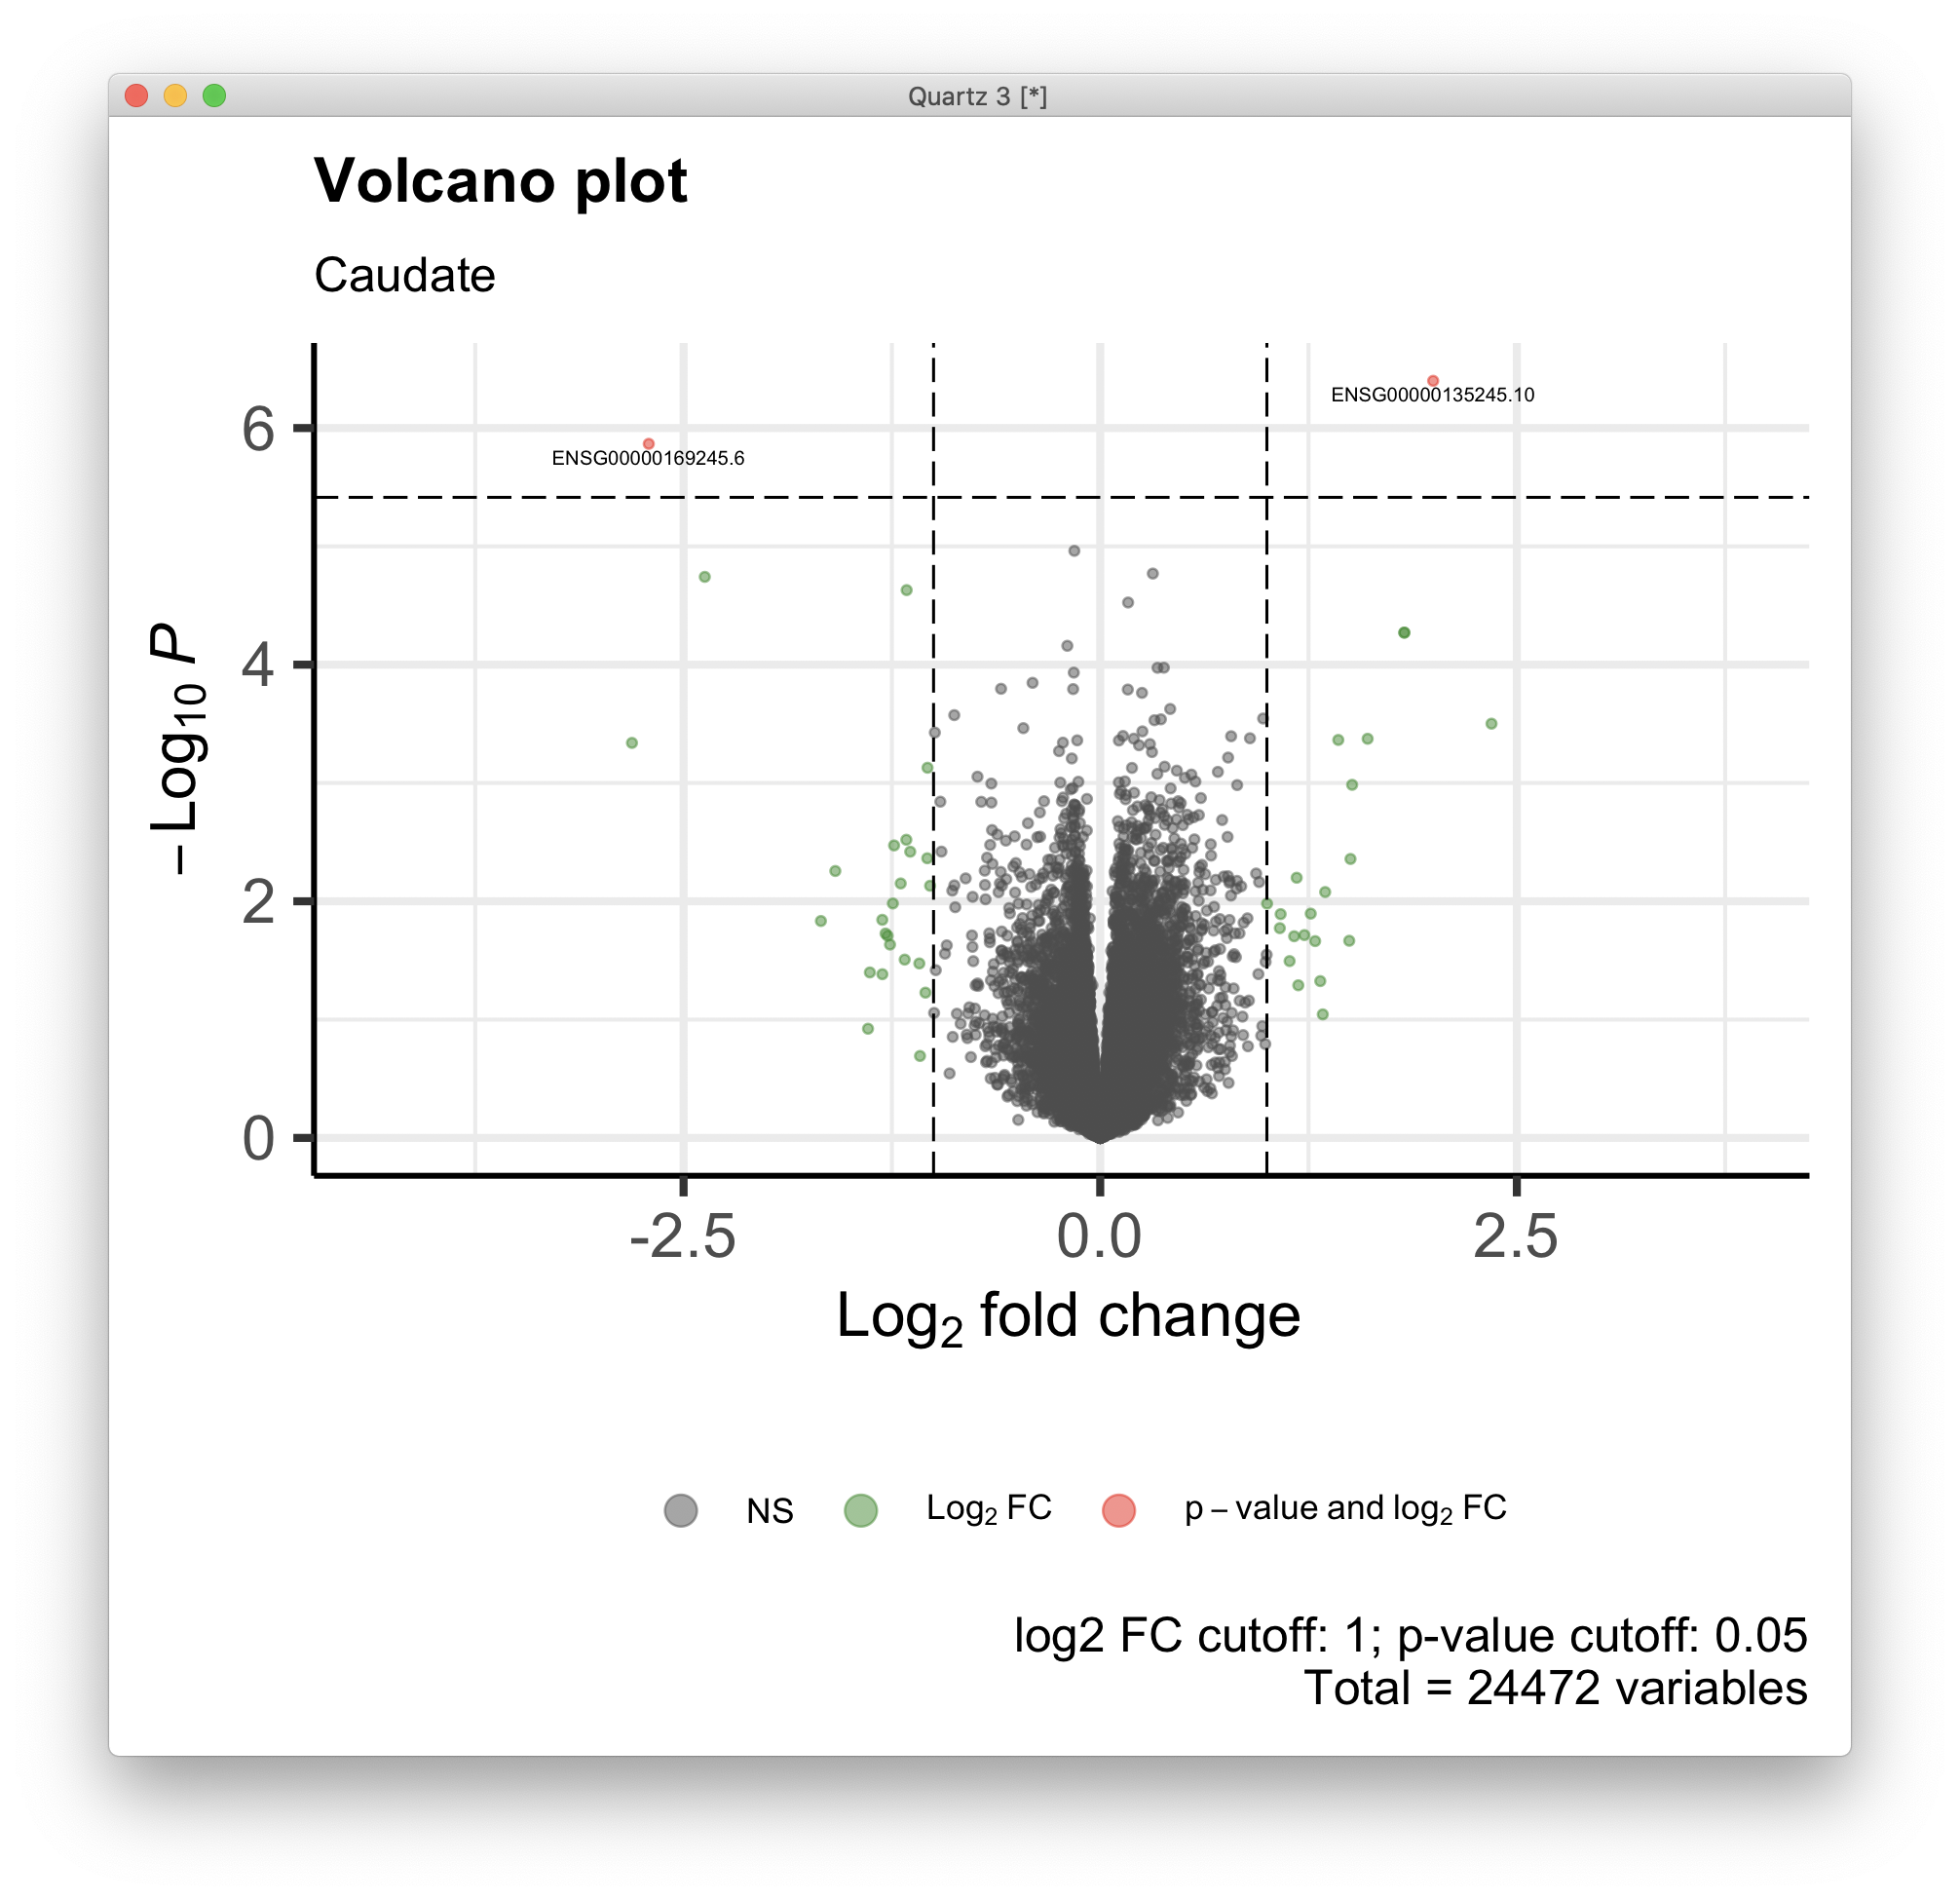 Quartz 3 [*]
Volcano plot
Caudate
ENSG00000135245.10
6
ENSG00000169245.6
4
2
0
−Log10 P
-2.5 0.0 2.5
Log2 fold change
NS Log2 FC p − value and log2 FC
log2 FC cutoff: 1; p-value cutoff: 0.05
Total = 24472 variables